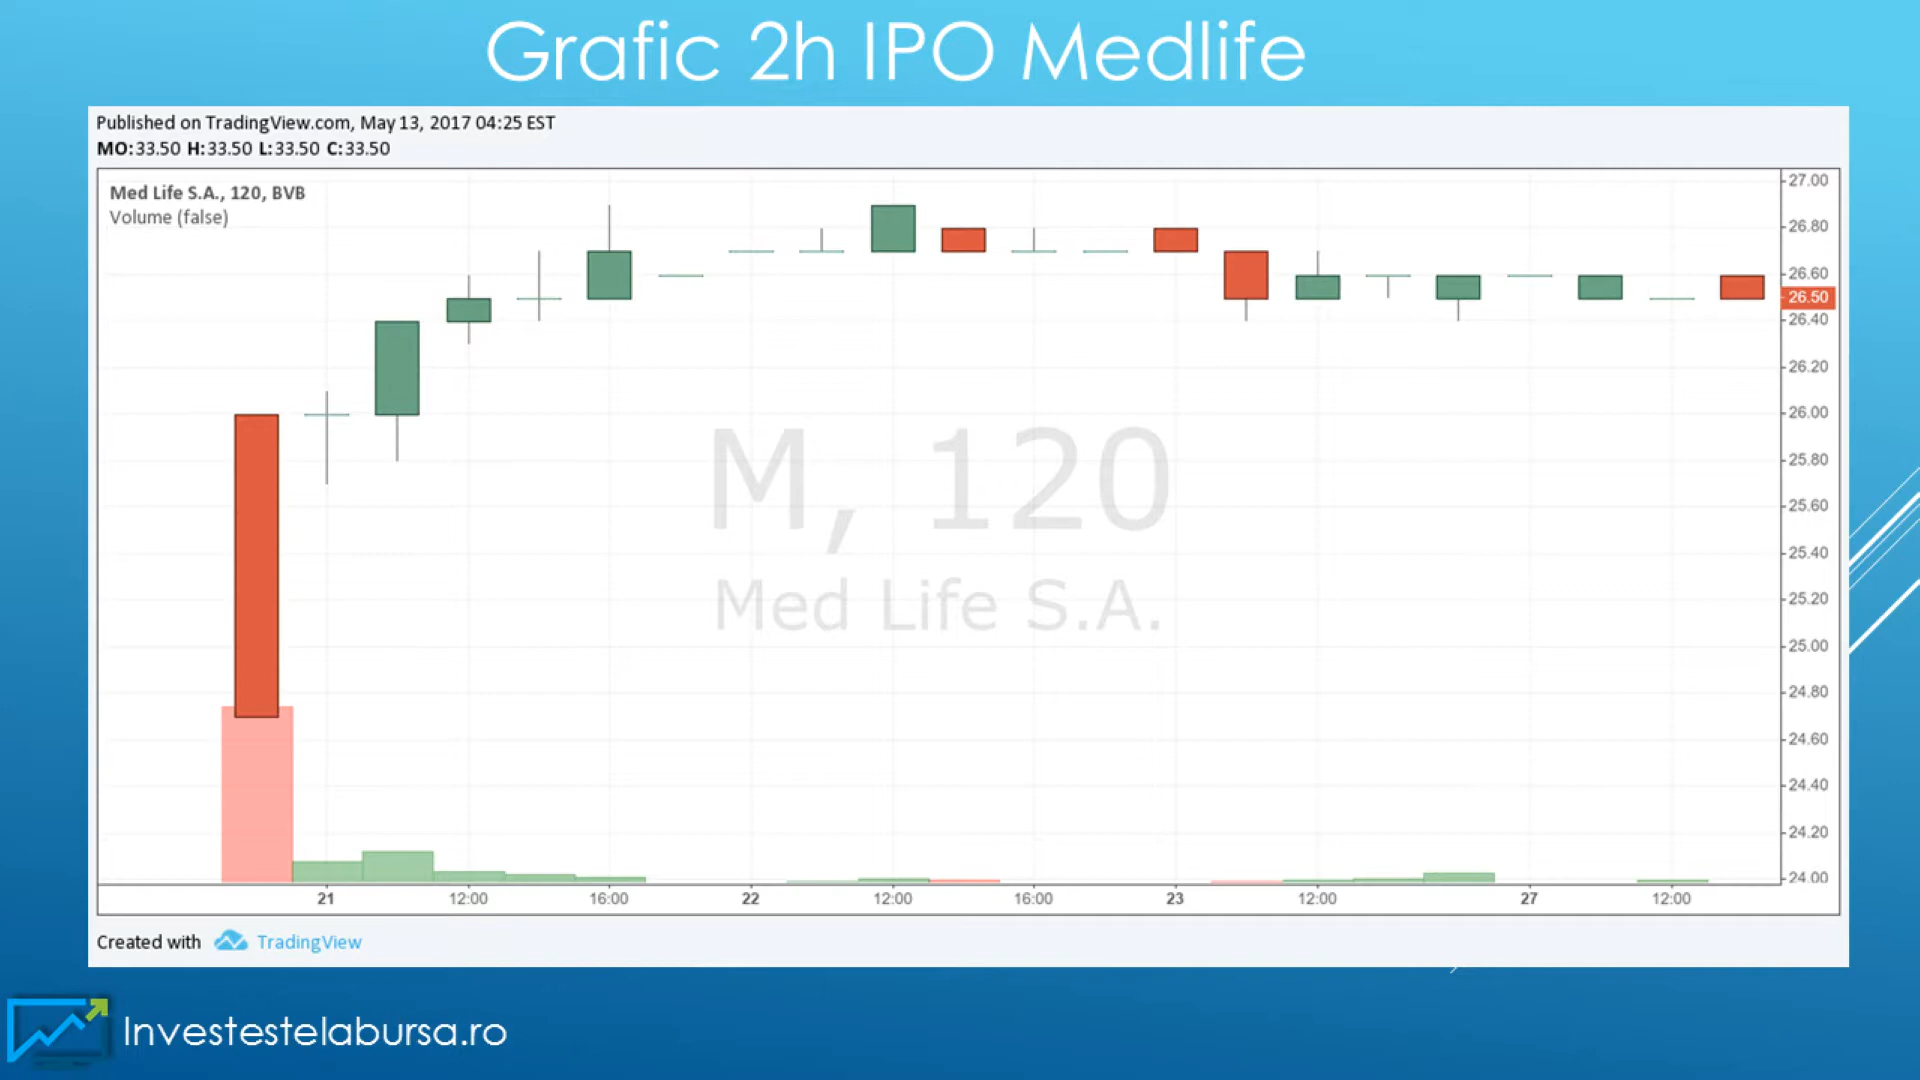 Grafic 2h IPO Medlife
Published on TradingView.com, May 13, 2017 04:25 EST
MO:33.50 H:33.50 L:33.50 C:33.50
Med Life S.A., 120, BVB
Volume (false)
M, 120
Med Life S.A.
27.00
26.80
26.60
26.50
26.40
26.20
26.00
25.80
25.60
25.40
25.20
25.00
24.80
24.60
24.40
24.20
24.00
21 12:00 16:00 22 12:00 16:00 23 12:00 27 12:00
Created with TradingView
Investestelabursa.ro